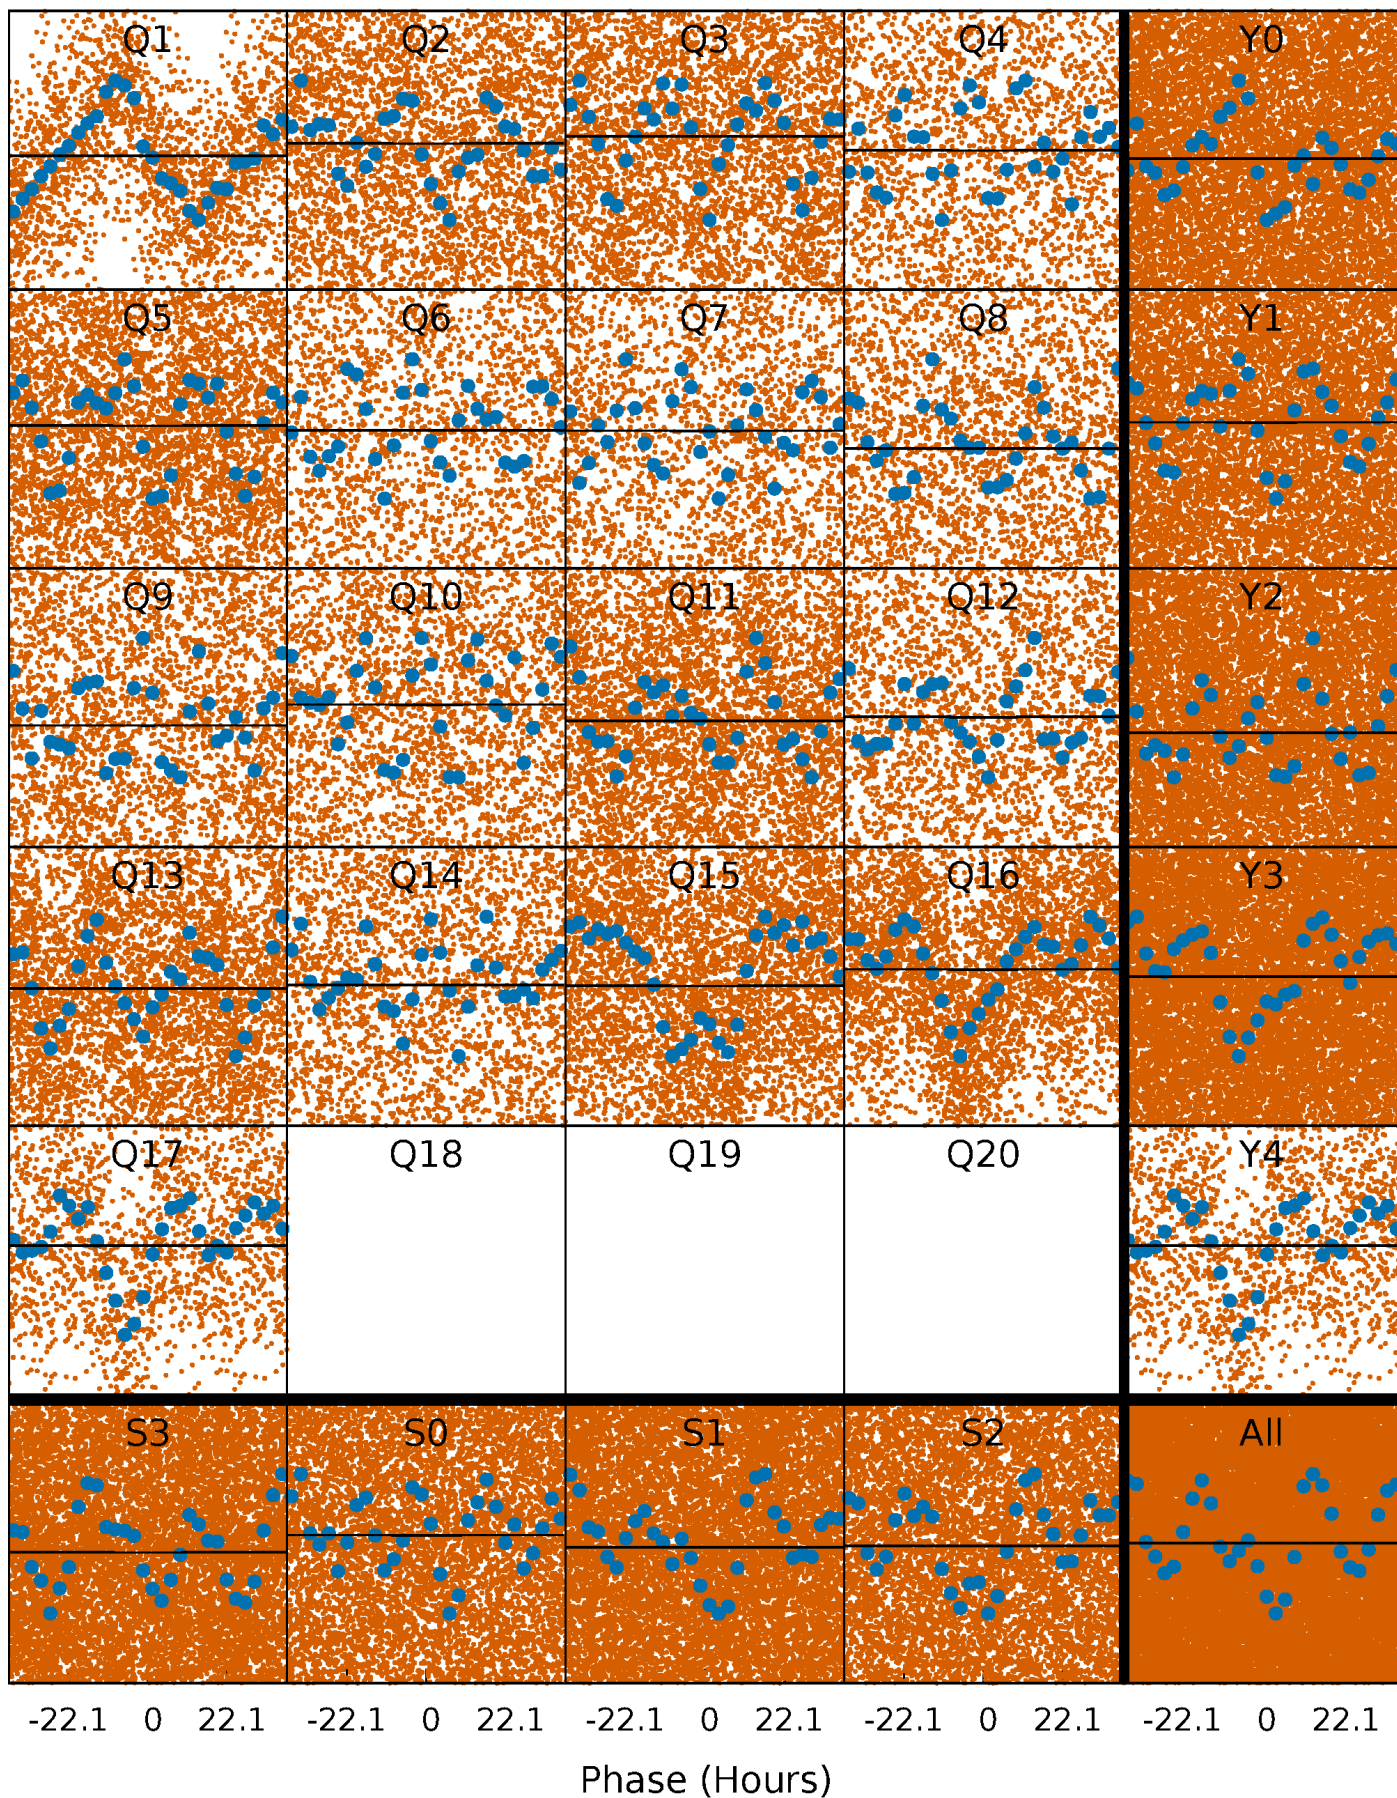 Q1 Q2 Q3 Q4 Y0
Q5 Q6 Q7 Q8 Y1
Q9 Q10 Q11 Q12 Y2
Q13 Q14 Q15 Q16 Y3
Q17 Q18 Q19 Q20 Y4
S3 S0 S1 S2 All
-22.1 0 22.1 -22.1 0 22.1 -22.1 0 22.1 -22.1 0 22.1 -22.1 0 22.1
Phase (Hours)